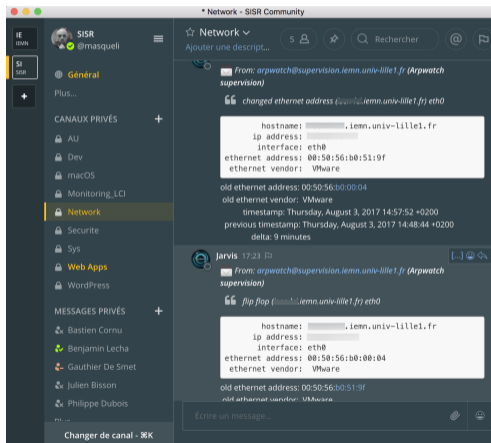 * Network - SISR Community
IE
IEMN
SI
SISR
+
SISR
@masqueli
Général
Plus...
CANAUX PRIVÉS +
AU
Dev
macOS
Monitoring_LCI
Network
Securite
Sys
Web Apps
WordPress
MESSAGES PRIVÉS +
Bastien Cornu
Benjamin Lecha
Gauthier De Smet
Julien Bisson
Philippe Dubois
Plus...
Changer de canal - ⌘K
Network
Ajouter une descript...
5
Rechercher
@
From: arpwatch@supervision.iemn.univ-lille1.fr (Arpwatch
supervision)
changed ethernet address ( .iemn.univ-lille1.fr) eth0
hostname: .iemn.univ-lille1.fr
ip address:
interface: eth0
ethernet address: 00:50:56:b0:51:9f
ethernet vendor: VMware
old ethernet address: 00:50:56:b0:00:04
old ethernet vendor: VMware
timestamp: Thursday, August 3, 2017 14:57:52 +0200
previous timestamp: Thursday, August 3, 2017 14:48:44 +0200
delta: 9 minutes
Jarvis 17:23
[...]
From: arpwatch@supervision.iemn.univ-lille1.fr (Arpwatch
supervision)
flip flop ( .iemn.univ-lille1.fr) eth0
hostname: .iemn.univ-lille1.fr
ip address:
interface: eth0
ethernet address: 00:50:56:b0:00:04
ethernet vendor: VMware
old ethernet address: 00:50:56:b0:51:9f
old ethernet vendor: VMware
Écrire un message...